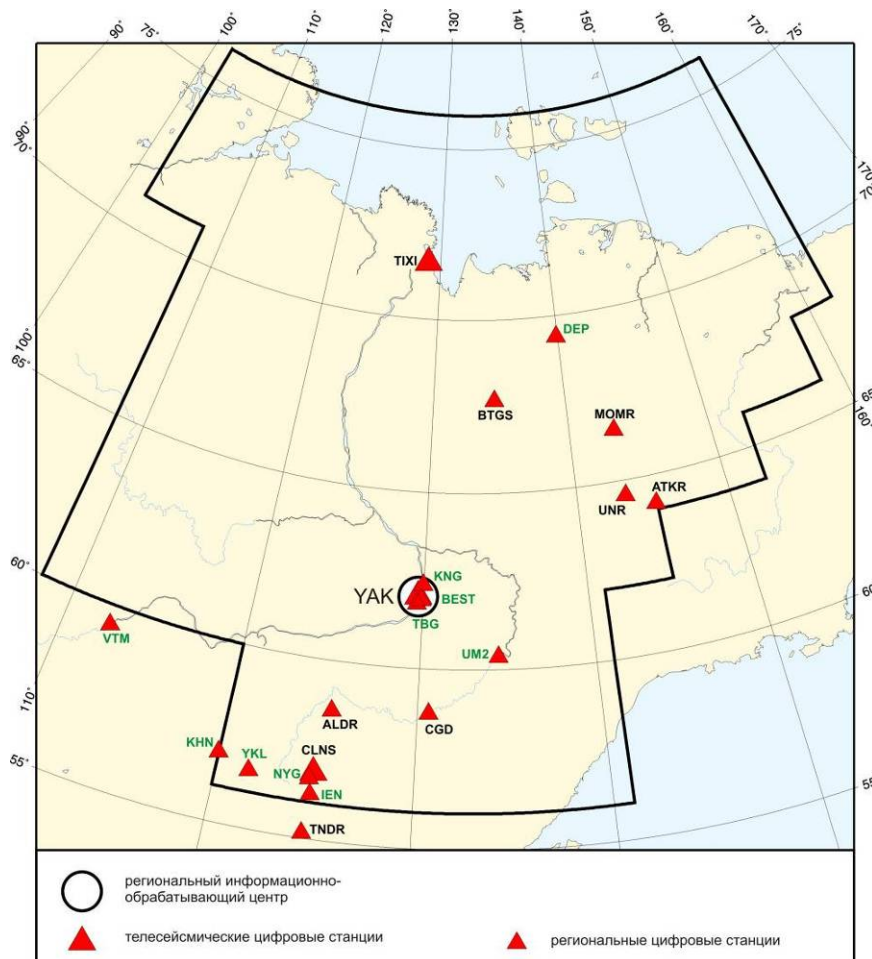 90°
75°
100°
110°
120°
130°
140°
150°
160°
170°
75°
90°
70°
170°
70°
TIXI
DEP
100°
65°
BTGS
MOMR
65°
160°
UNR
ATKR
KNG
YAK
BEST
TBG
60°
60°
VTM
UM2
110°
ALDR
CGD
KHN
YKL
CLNS
NYG
IEN
55°
55°
TNDR
региональный информационно-
обрабатывающий центр
телесейсмические цифровые станции
региональные цифровые станции